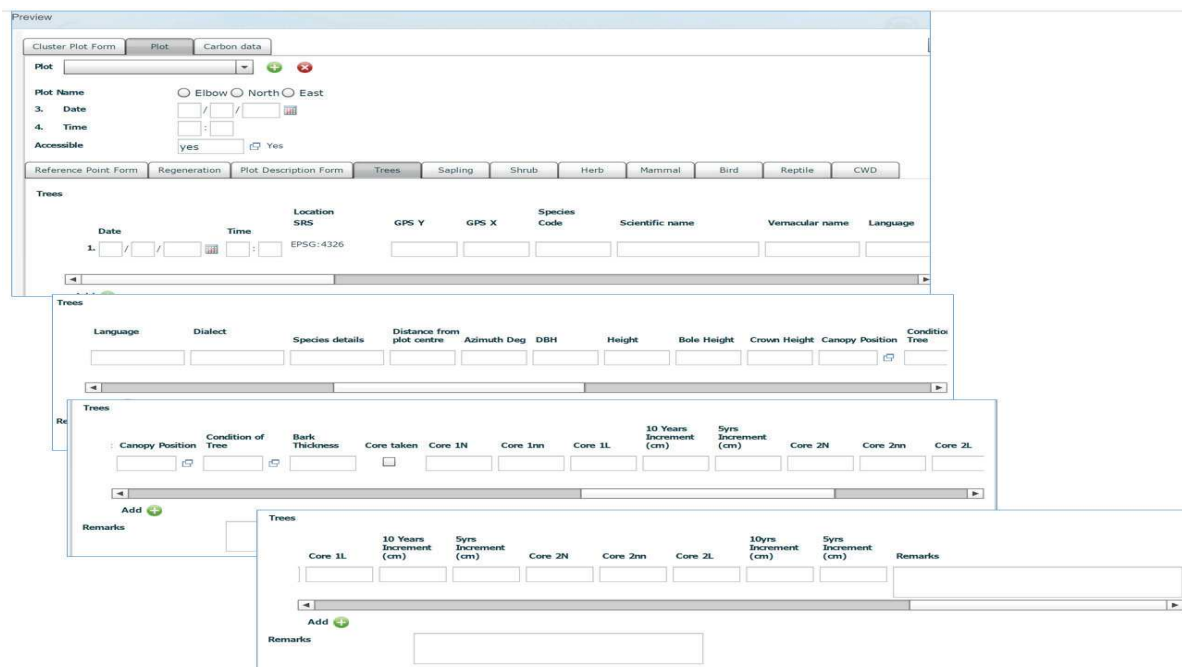 Preview
Cluster Plot Form Plot Carbon data
Plot
Plot Name Elbow North East
3. Date / /
4. Time :
Accessible yes Yes
Reference Point Form Regeneration Plot Description Form Trees Sapling Shrub Herb Mammal Bird Reptile CWD
Trees
Location Species
Date Time SRS GPS Y GPS X Code Scientific name Vernacular name Language
1. / / : EPSG:4326
Trees
Language Dialect Species details Distance from plot centre Azimuth Deg DBH Height Bole Height Crown Height Canopy Position Tree
Trees
: Canopy Position Condition of Tree Bark Thickness Core taken Core 1N Core 1nn Core 1L 10 Years Increment (cm) 5yrs Increment (cm) Core 2N Core 2nn Core 2L
Add
Remarks
Trees
Core 1L 10 Years Increment (cm) 5yrs Increment (cm) Core 2N Core 2nn Core 2L 10yrs Increment (cm) 5yrs Increment (cm) Remarks
Add
Remarks